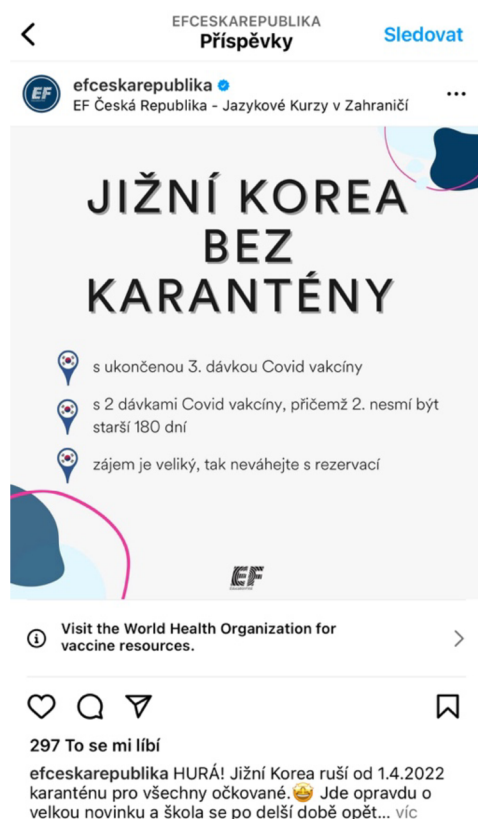 EFCESKAREPUBLIKA
Příspěvky
Sledovat
EF
efceskarepublika
EF Česká Republika - Jazykové Kurzy v Zahraničí
JIŽNÍ KOREA
BEZ
KARANTÉNY
s ukončenou 3. dávkou Covid vakcíny
s 2 dávkami Covid vakcíny, přičemž 2. nesmí být
starší 180 dní
zájem je veliký, tak neváhejte s rezervací
EF
Visit the World Health Organization for
vaccine resources.
297 To se mi líbí
efceskarepublika HURÁ! Jižní Korea ruší od 1.4.2022
karanténu pro všechny očkované.🤩 Jde opravdu o
velkou novinku a škola se po delší době opět... víc